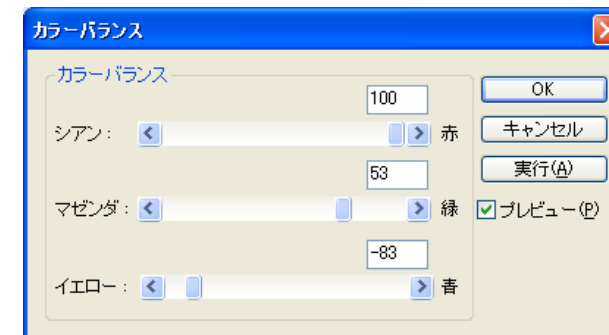 カラーバランス
カラーバランス
100
シアン： 赤
53
マゼンダ： 緑
-83
イエロー： 青
OK
キャンセル
実行(A)
プレビュー(P)